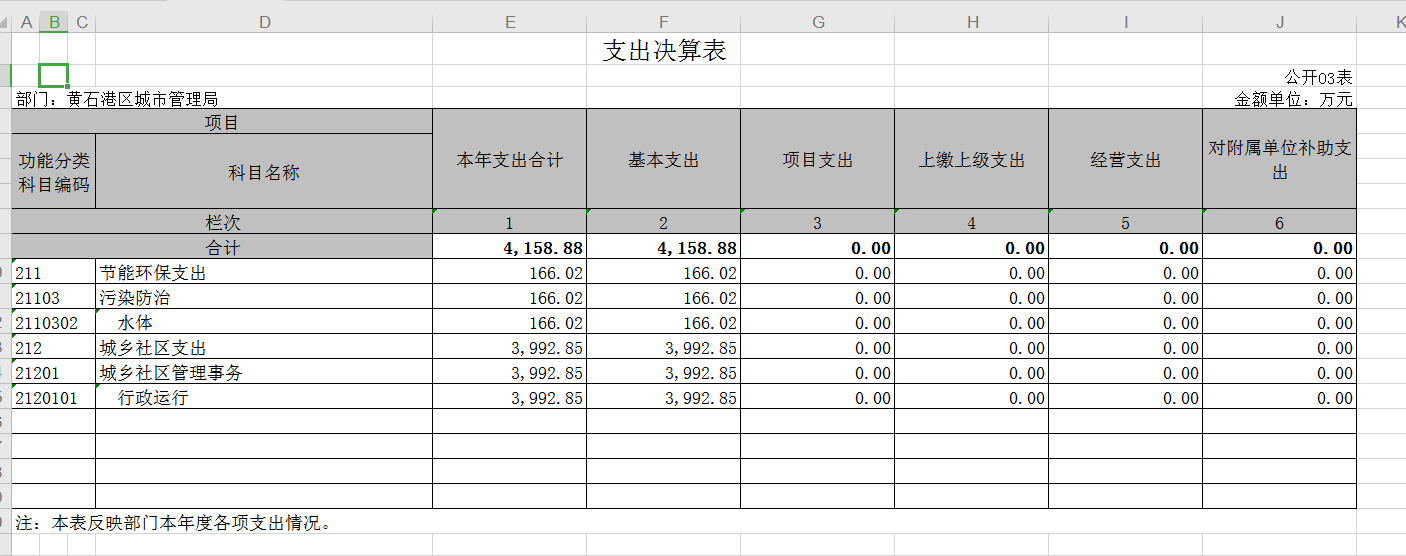 A B C D E F G H I J K
支出决算表
公开03表
部门：黄石港区城市管理局 金额单位：万元
项目 本年支出合计 基本支出 项目支出 上缴上级支出 经营支出 对附属单位补助支
出
功能分类
科目编码 科目名称
栏次 1 2 3 4 5 6
合计 4,158.88 4,158.88 0.00 0.00 0.00 0.00
211 节能环保支出 166.02 166.02 0.00 0.00 0.00 0.00
21103 污染防治 166.02 166.02 0.00 0.00 0.00 0.00
2110302 水体 166.02 166.02 0.00 0.00 0.00 0.00
212 城乡社区支出 3,992.85 3,992.85 0.00 0.00 0.00 0.00
21201 城乡社区管理事务 3,992.85 3,992.85 0.00 0.00 0.00 0.00
2120101 行政运行 3,992.85 3,992.85 0.00 0.00 0.00 0.00
注：本表反映部门本年度各项支出情况。